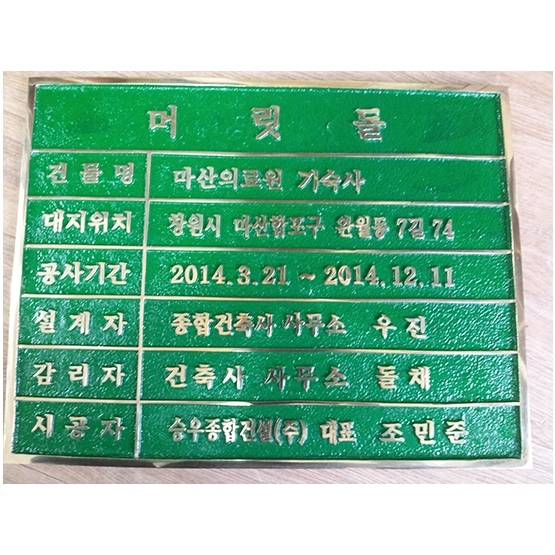 머릿돌
건물명 마산의료원 기숙사
대지위치 창원시 마산합포구 완월동 7길 74
공사기간 2014.3.21 ~ 2014.12.11
설계자 종합건축사 사무소 우진
감리자 건축사 사무소 돌채
시공자 승우종합건설(주) 대표 조민준